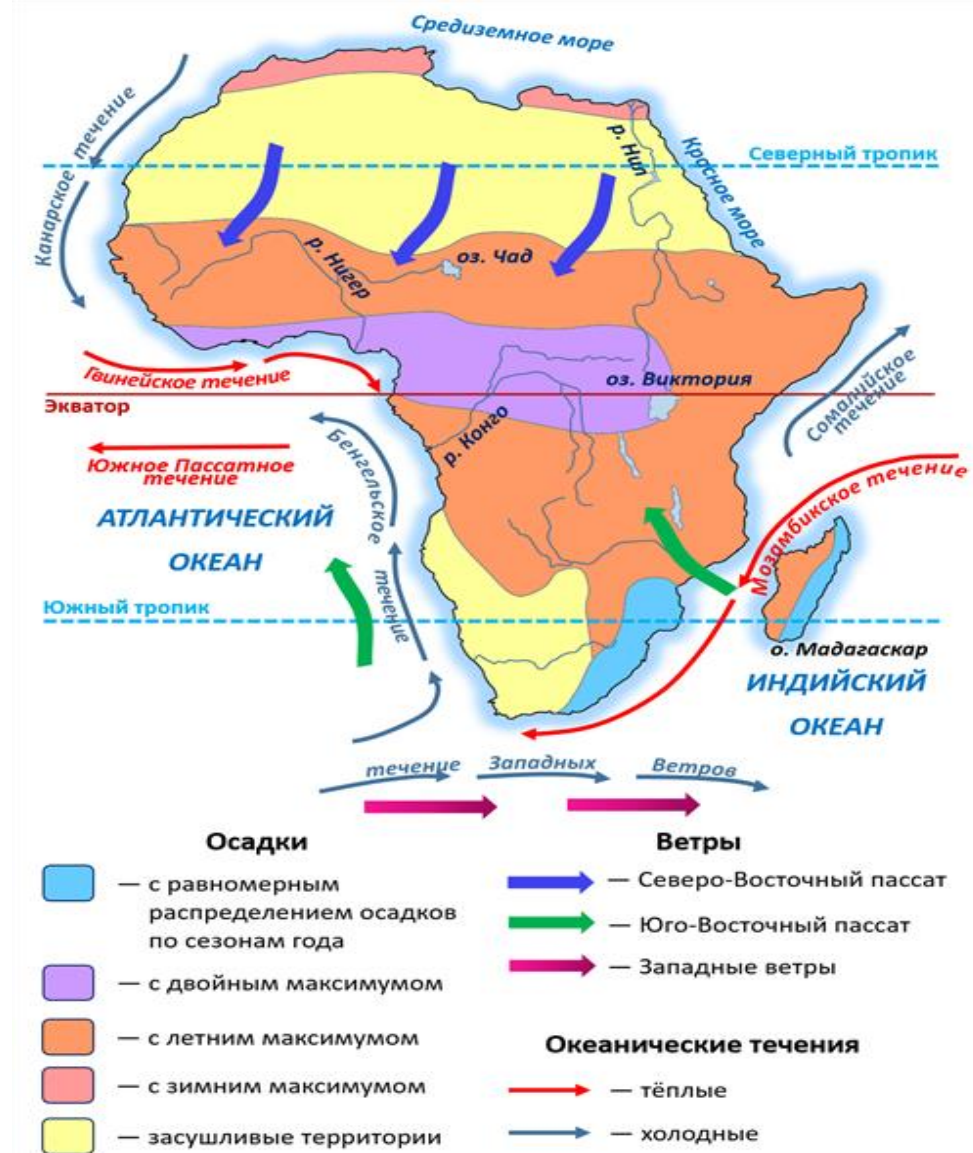 Средиземное море
Канарское течение
р. Нил
Красное море
Северный тропик
оз. Чад
р. Нигер
Гвинейское течение
оз. Виктория
Экватор
Сомалийское
течение
р. Конго
Южное Пассатное
течение
Бенгельское
течение
Мозамбикское течение
АТЛАНТИЧЕСКИЙ
ОКЕАН
Южный тропик
о. Мадагаскар
ИНДИЙСКИЙ
ОКЕАН
течение Западных Ветров
Осадки
— с равномерным
распределением осадков
по сезонам года
— с двойным максимумом
— с летним максимумом
— с зимним максимумом
— засушливые территории
Ветры
— Северо-Восточный пассат
— Юго-Восточный пассат
— Западные ветры
Океанические течения
— тёплые
— холодные